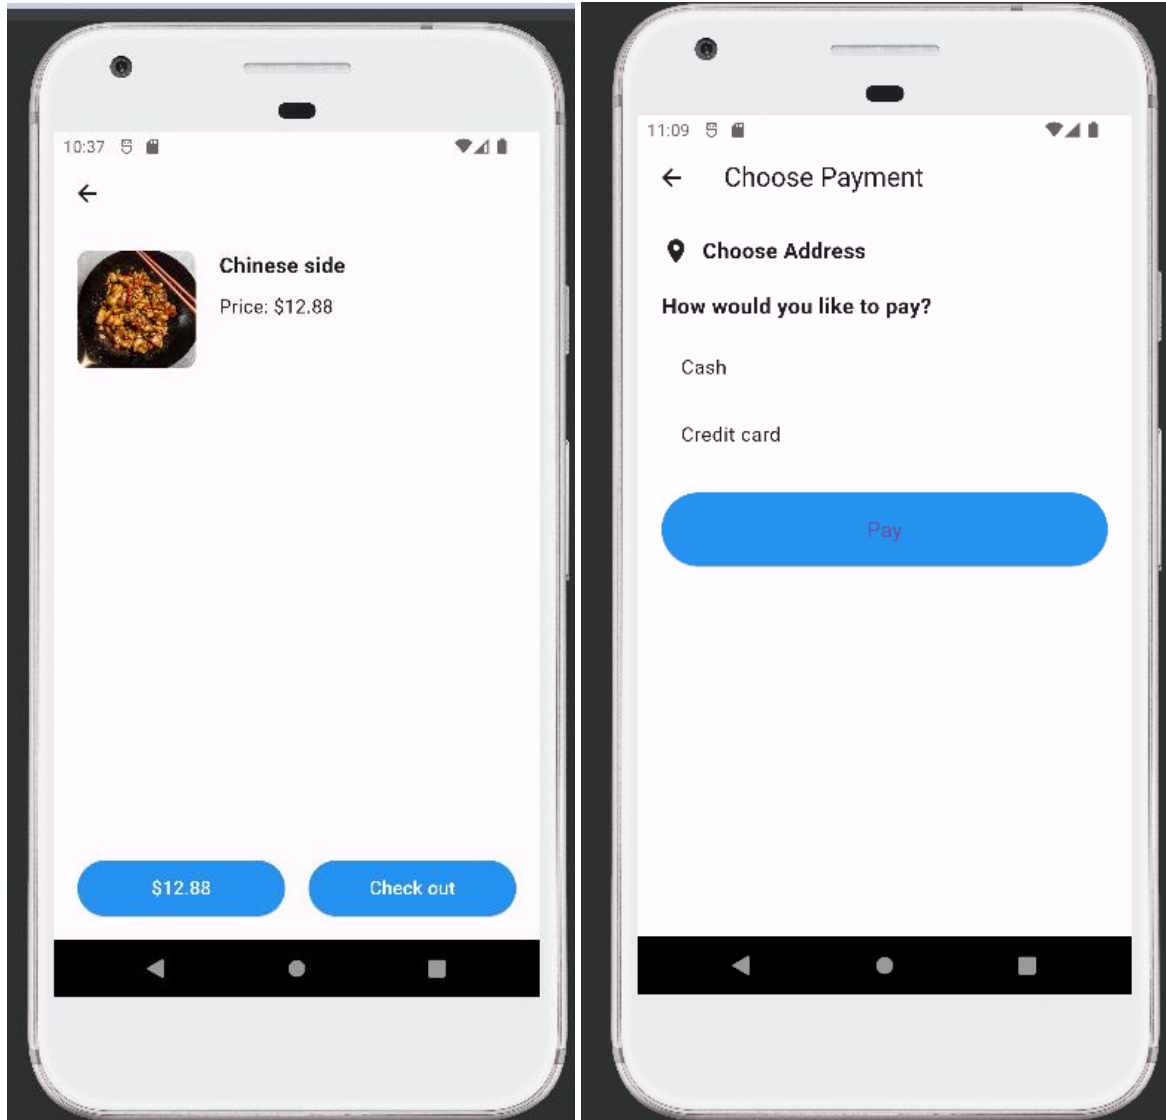 10:37
Chinese side
Price: $12.88
$12.88
Check out
11:09
Choose Payment
Choose Address
How would you like to pay?
Cash
Credit card
Pay